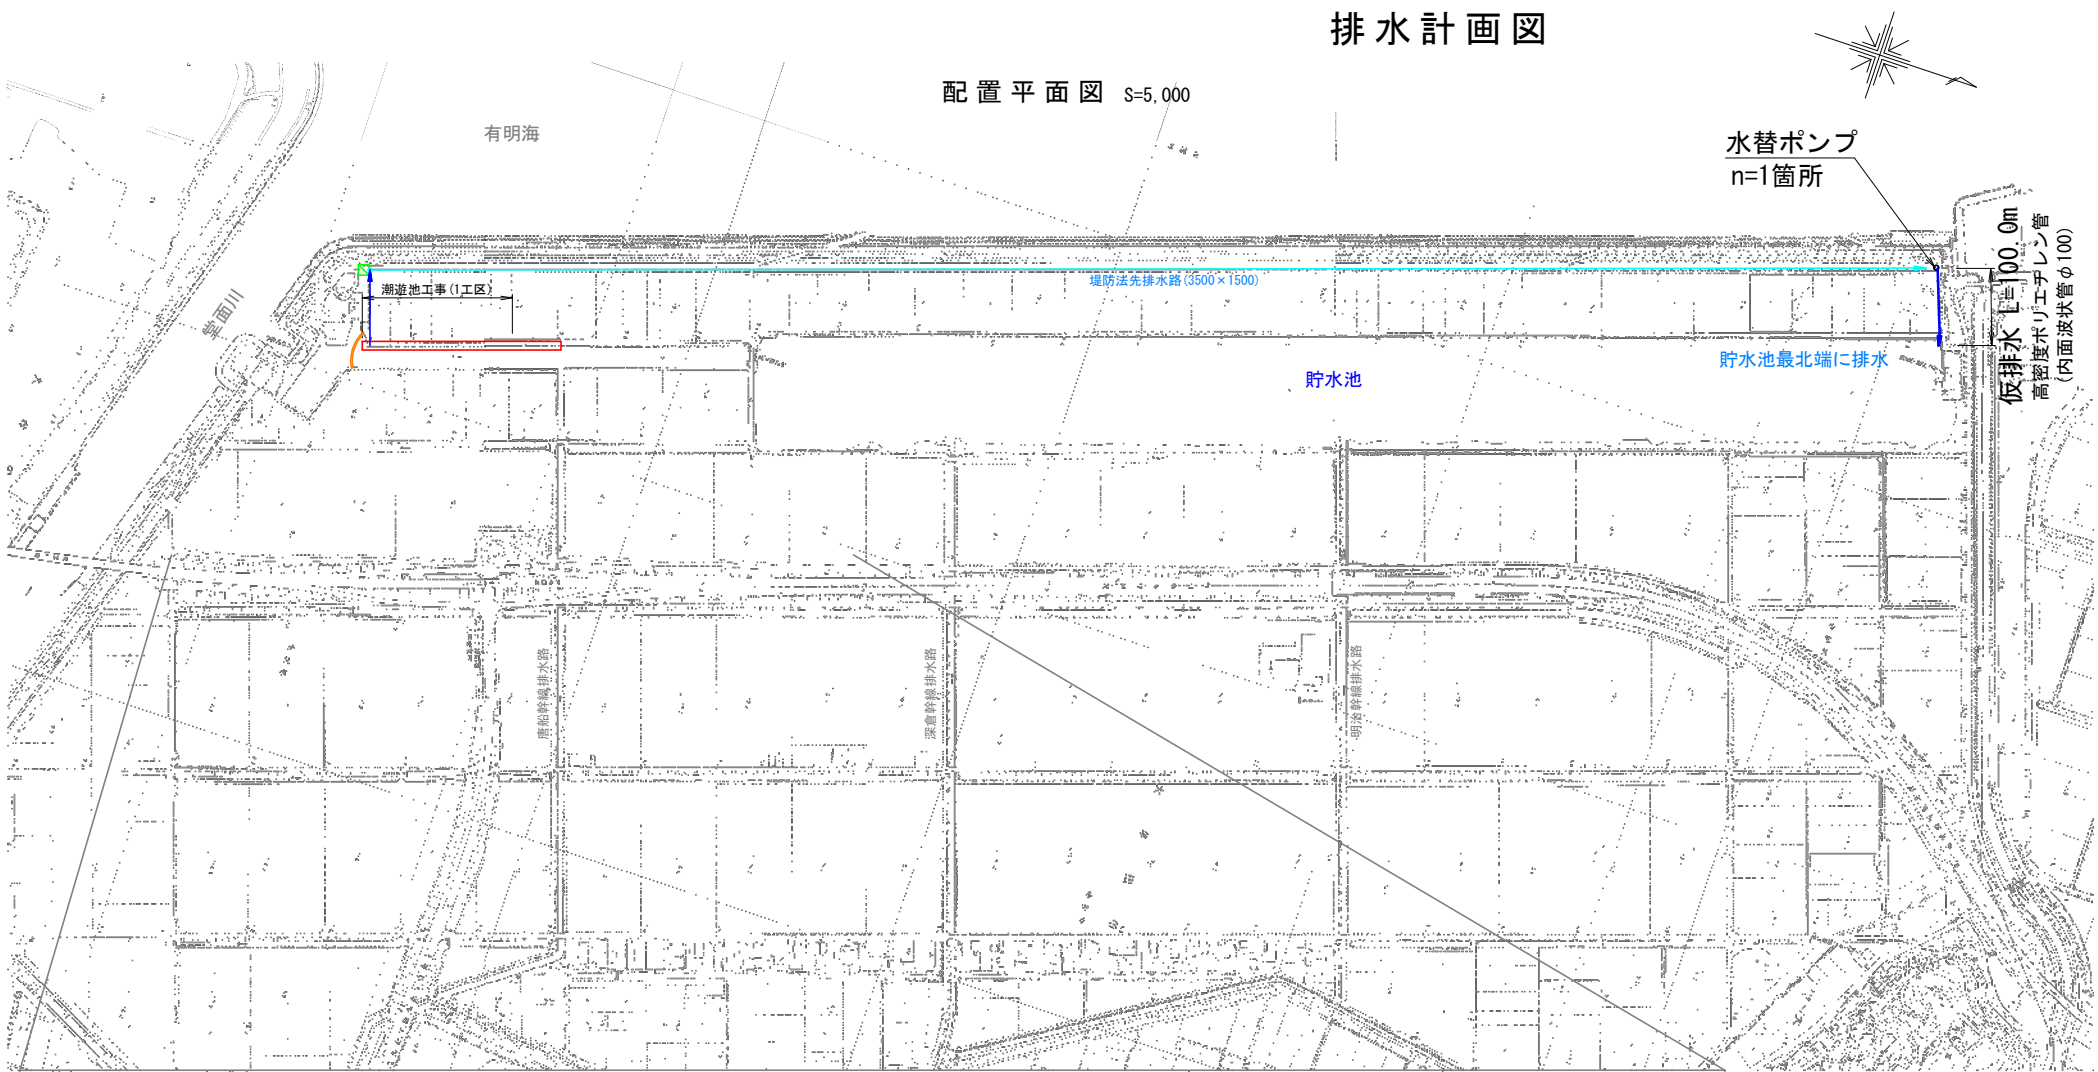 排水計画図
配置平面図 S=5,000
有明海
水替ポンプ
n=1箇所
仮排水 L=100.0m
高密度ポリエチレン管
(内面波状管φ100)
堤防法先排水路(3500×1500)
潮遊池工事(1工区)
堂面川
貯水池最北端に排水
貯水池
唐船幹線排水路
深倉幹線排水路
明治幹線排水路